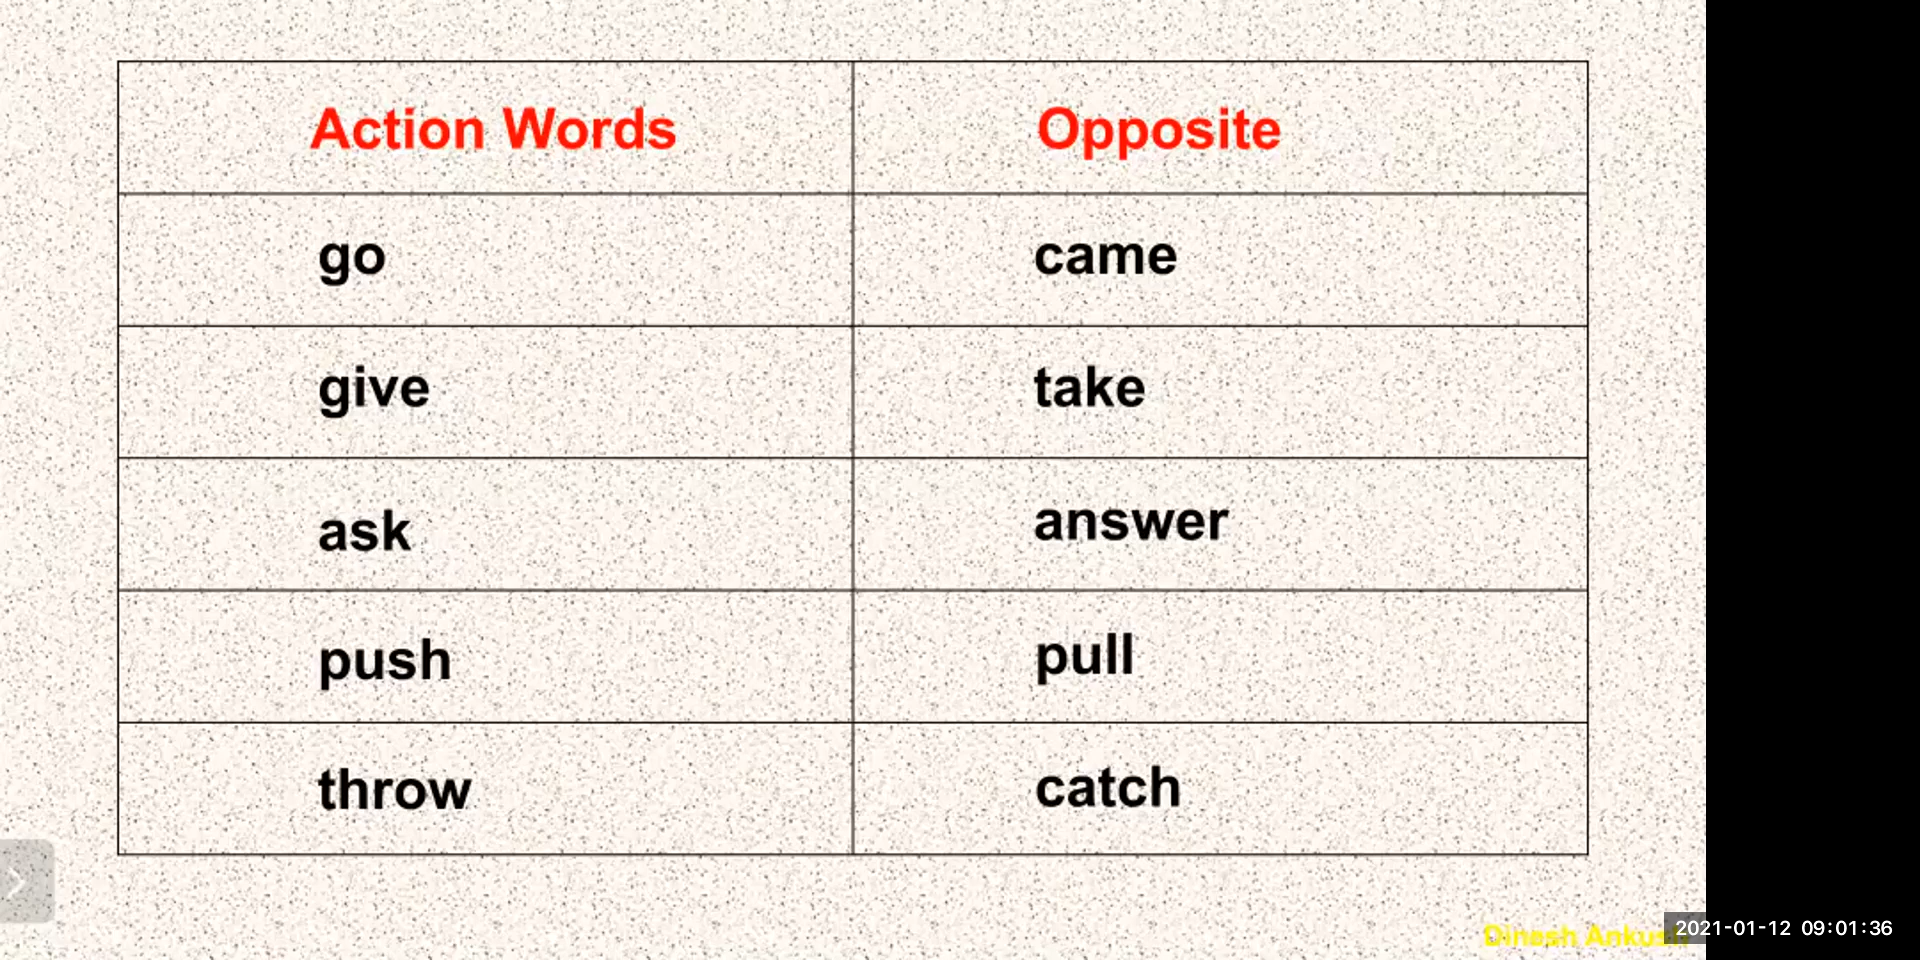 Action Words Opposite
go came
give take
ask answer
push pull
throw catch
Dinesh Ankush
2021-01-12 09:01:36